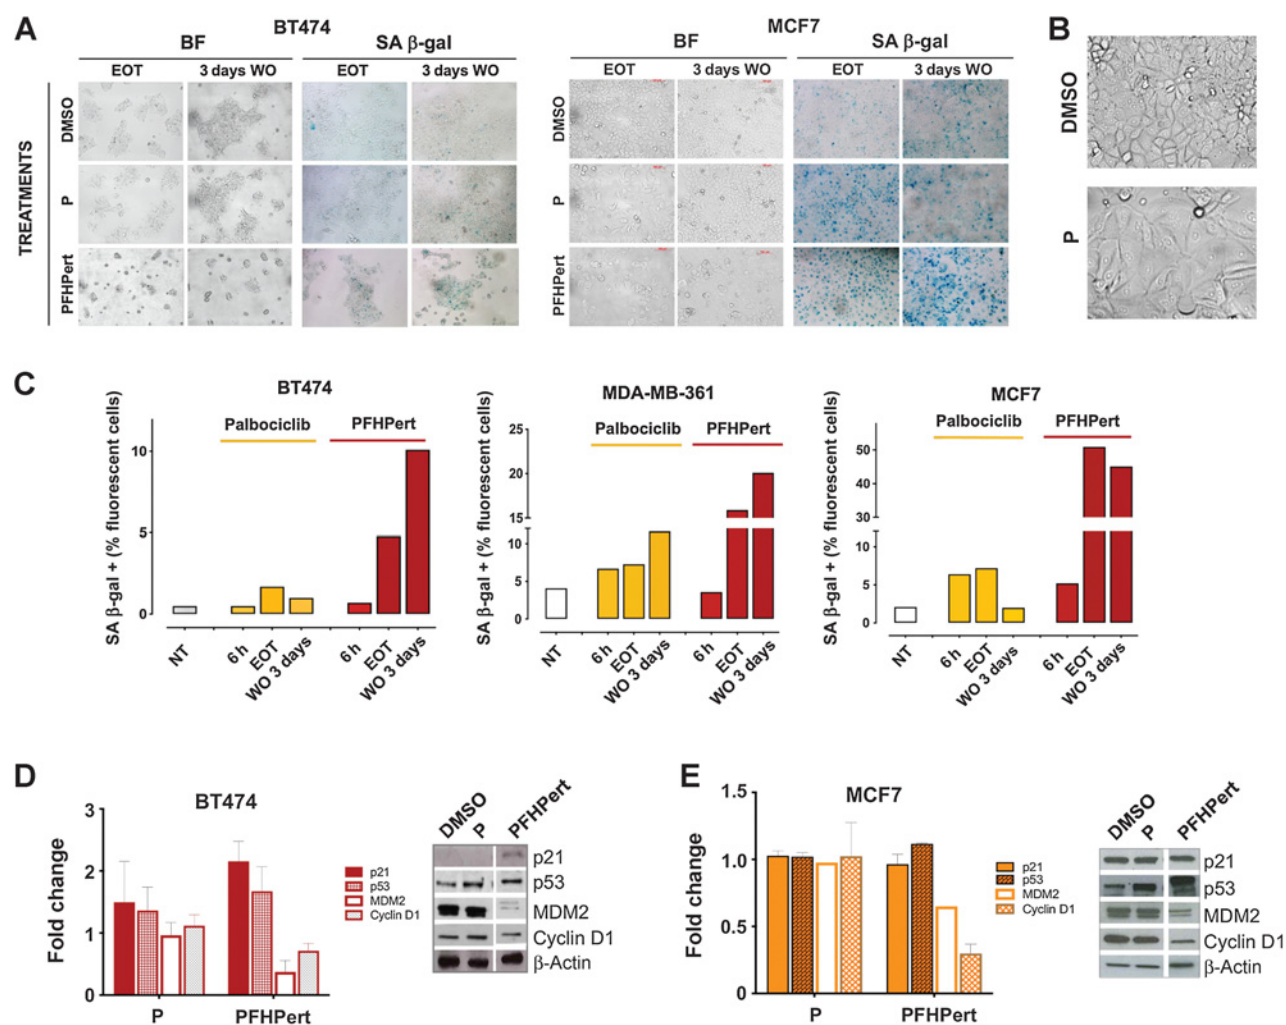 A
BT474
BF
SA β-gal
EOT
3 days WO
EOT
3 days WO
MCF7
BF
SA β-gal
EOT
3 days WO
EOT
3 days WO
TREATMENTS
DMSO
P
PFHPert
DMSO
P
PFHPert
B
DMSO
P
C
BT474
SA β-gal + (% fluorescent cells)
Palbociclib
PFHPert
10
5
0
NT
6 h
EOT
WO 3 days
6 h
EOT
WO 3 days
MDA-MB-361
SA β-gal + (% fluorescent cells)
Palbociclib
PFHPert
25
20
15
10
5
0
NT
6 h
EOT
WO 3 days
6 h
EOT
WO 3 days
MCF7
SA β-gal + (% fluorescent cells)
Palbociclib
PFHPert
50
40
30
10
5
0
NT
6 h
EOT
WO 3 days
6 h
EOT
WO 3 days
D
BT474
Fold change
3
2
1
0
P
PFHPert
p21
p53
MDM2
Cyclin D1
DMSO
P
PFHPert
p21
p53
MDM2
Cyclin D1
β-Actin
E
MCF7
Fold change
1.5
1.0
0.5
0
P
PFHPert
p21
p53
MDM2
Cyclin D1
DMSO
P
PFHPert
p21
p53
MDM2
Cyclin D1
β-Actin